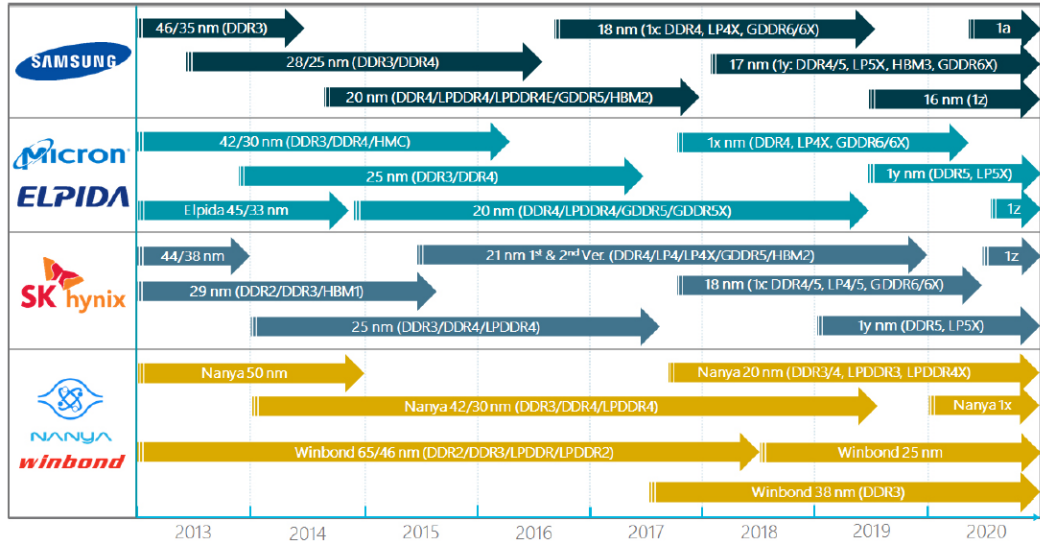 46/35 nm (DDR3)
18 nm (1x: DDR4, LP4X, GDDR6/6X)
1a
SAMSUNG
28/25 nm (DDR3/DDR4)
17nm (1y: DDR4/5, LP5X, HBM3, GDDR6X)
20 nm (DDR4/LPDDR4/LPDDR4E/GDDR5/HBM2)
16 nm (1z)
42/30 nm (DDR3/DDR4/HMC)
1x nm (DDR4, LP4X, GDDR6/6X)
Micron
25 nm (DDR3/DDR4)
1y nm (DDR5, LP5X)
ELPIDA
Elpida 45/33 nm
20 nm (DDR4/LPDDR4/GDDR5/GDDR5X)
1z
44/38 nm
21 nm 1st & 2nd Ver. (DDR4/LP4/LP4X/GDDR5/HBM2)
1z
SK hynix
29 nm (DDR2/DDR3/HBM1)
18 nm (1x: DDR4/5, LP4/5, GDDR6/6X)
25 nm (DDR3/DDR4/LPDDR4)
1y nm (DDR5, LP5X)
Nanya 50 nm
Nanya 20 nm (DDR3/4, LPDDR3, LPDDR4X)
Nanya 42/30 nm (DDR3/DDR4/LPDDR4)
Nanya 1x
NANYA
winbond
Winbond 65/46 nm (DDR2/DDR3/LPDDR/LPDDR2)
Winbond 25 nm
Winbond 38 nm (DDR3)
2013 2014 2015 2016 2017 2018 2019 2020